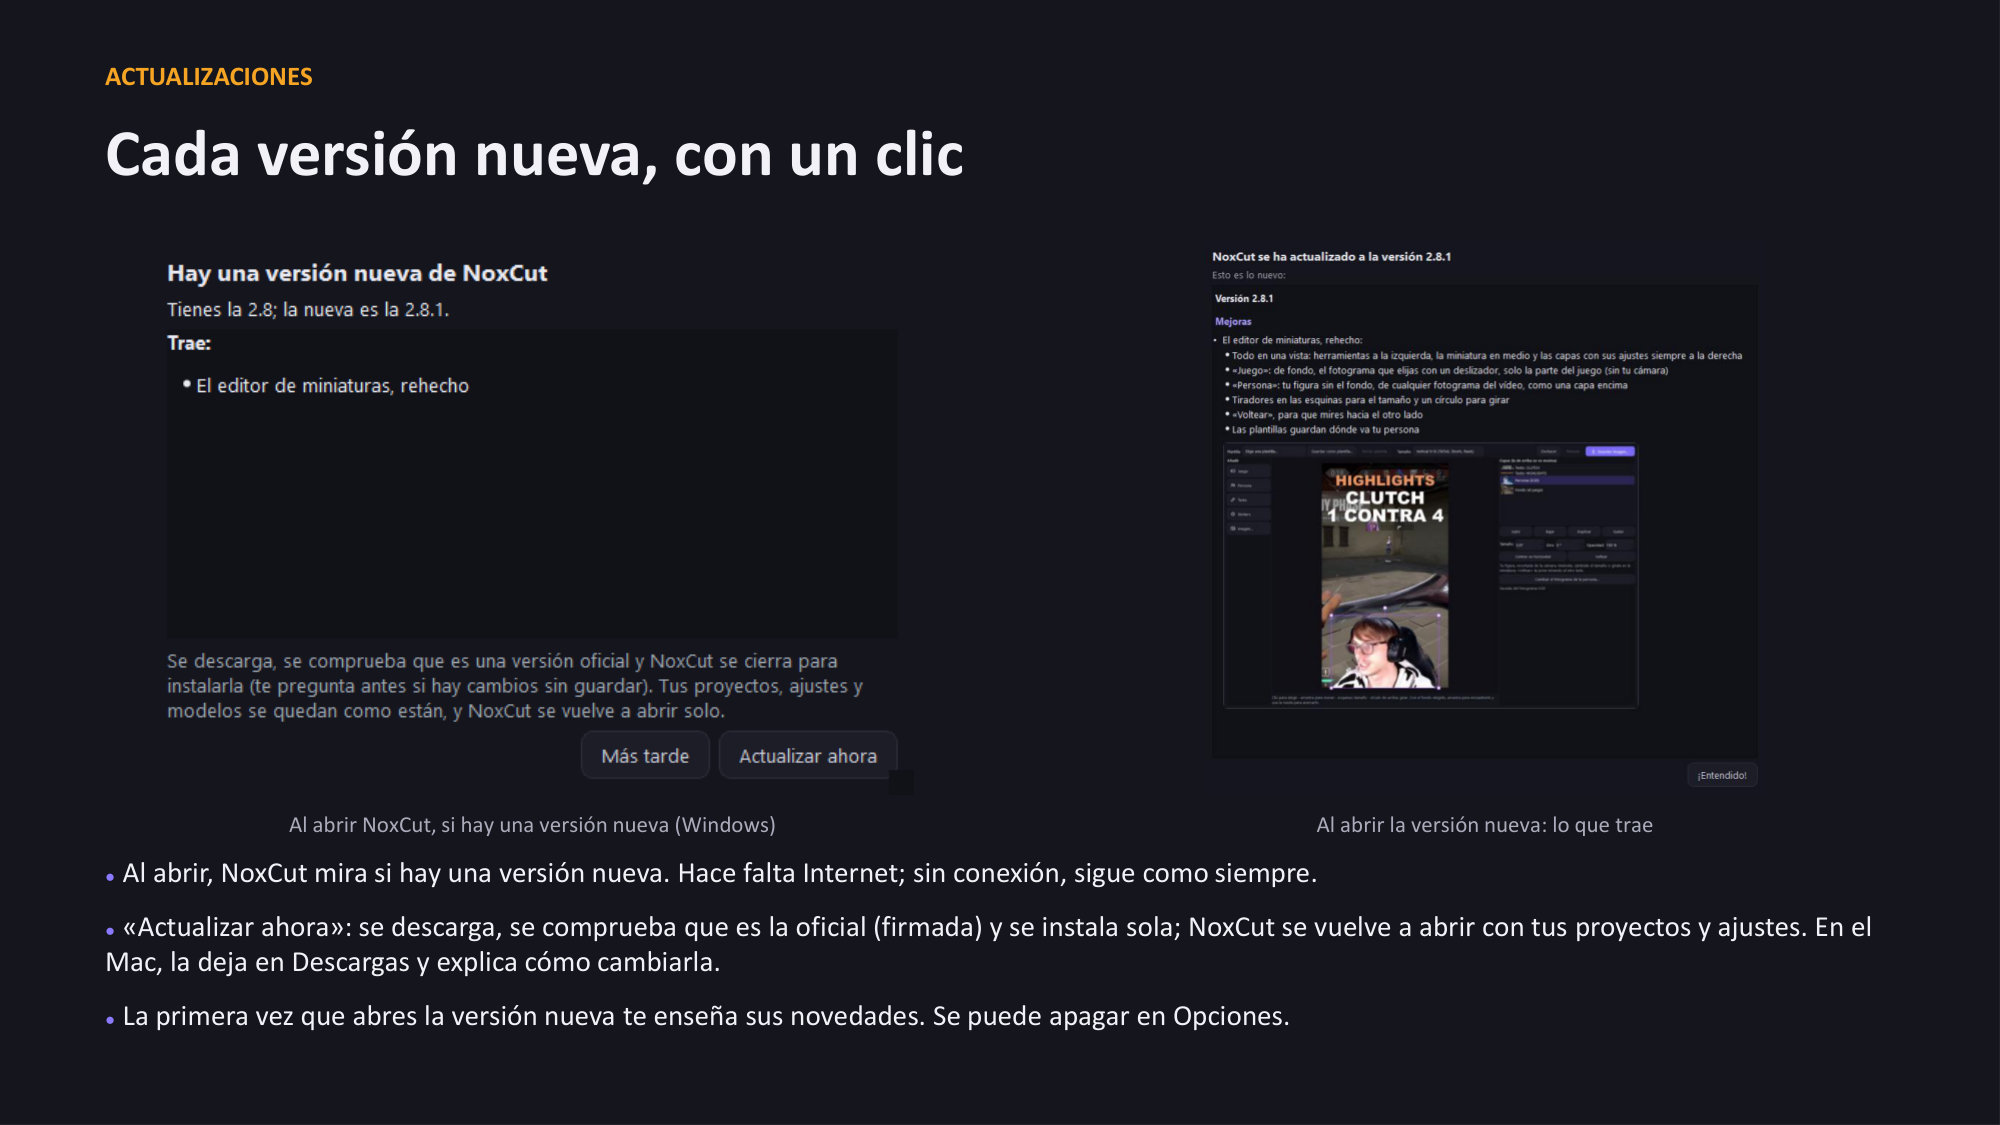 ACTUALIZACIONES
Cada versión nueva, con un clic
Hay una versión nueva de NoxCut
Tienes la 2.8; la nueva es la 2.8.1.
Trae:
• El editor de miniaturas, rehecho
Se descarga, se comprueba que es una versión oficial y NoxCut se cierra para
instalarla (te pregunta antes si hay cambios sin guardar). Tus proyectos, ajustes y
modelos se quedan como están, y NoxCut se vuelve a abrir solo.
Más tarde
Actualizar ahora
Al abrir NoxCut, si hay una versión nueva (Windows)
NoxCut se ha actualizado a la versión 2.8.1
Esto es lo nuevo:
Versión 2.8.1
Mejoras
• El editor de miniaturas, rehecho:
• Todo en una vista: herramientas a la izquierda, la miniatura en medio y las capas con sus ajustes siempre a la derecha
• «Juego»: de fondo, el fotograma que elijas con un deslizador, solo la parte del juego (sin tu cámara)
• «Persona»: tu figura sin el fondo, de cualquier fotograma del vídeo, como una capa encima
• Tiradores en las esquinas para el tamaño y un círculo para girar
• «Voltear», para que mires hacia el otro lado
• Las plantillas guardan dónde va tu persona
HIGHLIGHTS
CLUTCH
1 CONTRA 4
¡Entendido!
Al abrir la versión nueva: lo que trae
• Al abrir, NoxCut mira si hay una versión nueva. Hace falta Internet; sin conexión, sigue como siempre.
• «Actualizar ahora»: se descarga, se comprueba que es la oficial (firmada) y se instala sola; NoxCut se vuelve a abrir con tus proyectos y ajustes. En el
Mac, la deja en Descargas y explica cómo cambiarla.
• La primera vez que abres la versión nueva te enseña sus novedades. Se puede apagar en Opciones.